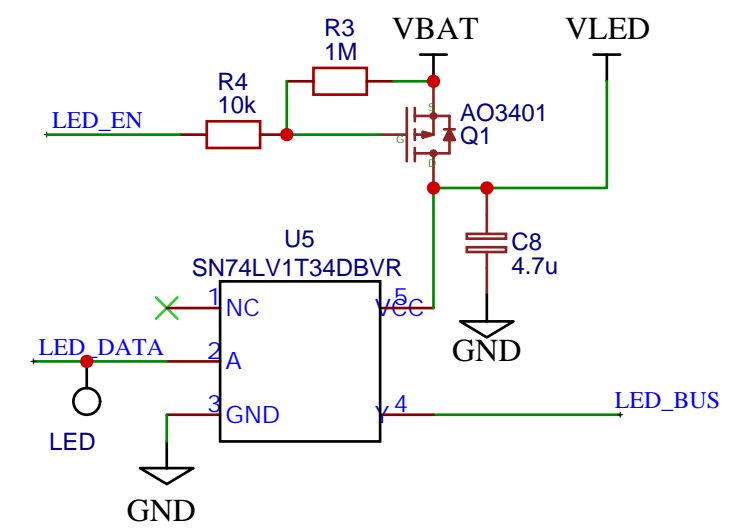 R3
1M
VBAT
VLED
R4
10k
LED_EN
S
G
D
AO3401
Q1
U5
SN74LV1T34DBVR
C8
4.7u
GND
1
NC
5
VCC
LED_DATA
2
A
3
GND
4
Y
LED_BUS
LED
GND